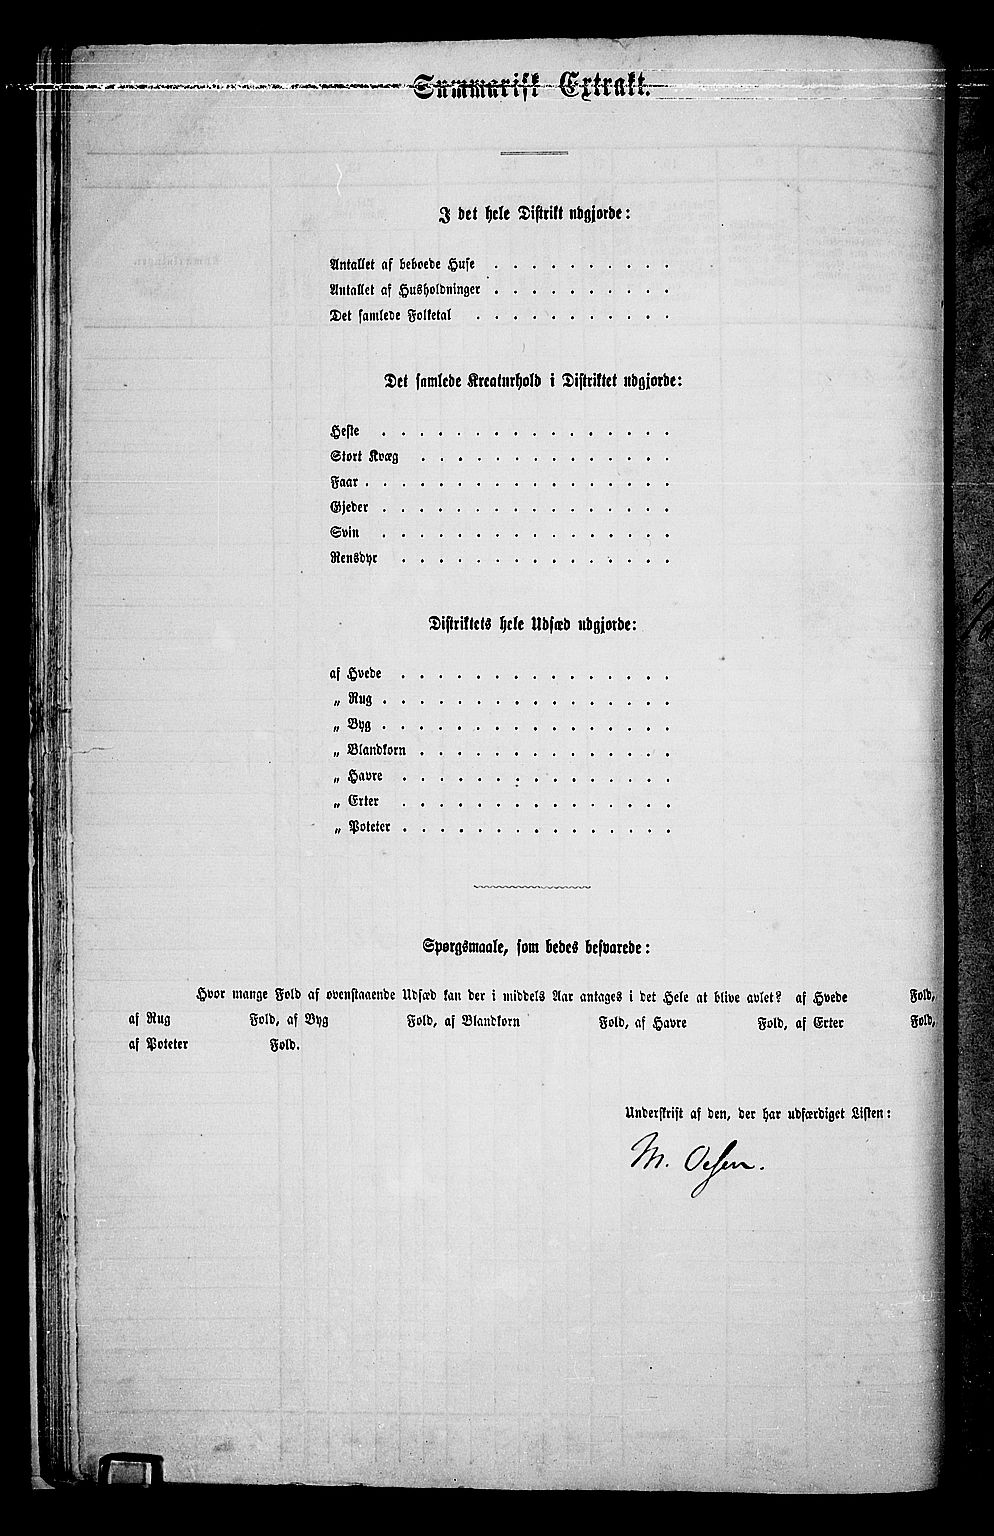 Summarisk Extrakt.
I det hele Distrikt udgjorde:
Antallet af beboede Huse . . . . . . . . . .
Antallet af Husholdninger . . . . . . . . . .
Det samlede Folketal . . . . . . . . . . .
Det samlede Kreaturhold i Distriktet udgjorde:
Heste . . . . . . . . . . . . . . . .
Stort Kvæg . . . . . . . . . . . . . .
Faar . . . . . . . . . . . . . . . . .
Gjeder . . . . . . . . . . . . . . . .
Svin . . . . . . . . . . . . . . . .
Rensdyr . . . . . . . . . . . . . . .
Distriktets hele Udsæd udgjorde:
af Hvede . . . . . . . . . . . . . . .
„ Rug . . . . . . . . . . . . . . . .
„ Byg . . . . . . . . . . . . . . . .
„ Blandkorn . . . . . . . . . . . . . .
„ Havre . . . . . . . . . . . . . . .
„ Erter . . . . . . . . . . . . . . .
„ Poteter . . . . . . . . . . . . . . .
Spørgsmaale, som bedes besvarede:
Hvor mange Fold af ovenstaaende Udsæd kan der i middels Aar antages i det Hele at blive avlet? af Hvede Fold,
af Rug Fold, af Byg Fold, af Blandkorn Fold, af Havre Fold, af Erter Fold,
af Poteter Fold.
Underskrift af den, der har udfærdiget Listen:
M. Olsen.